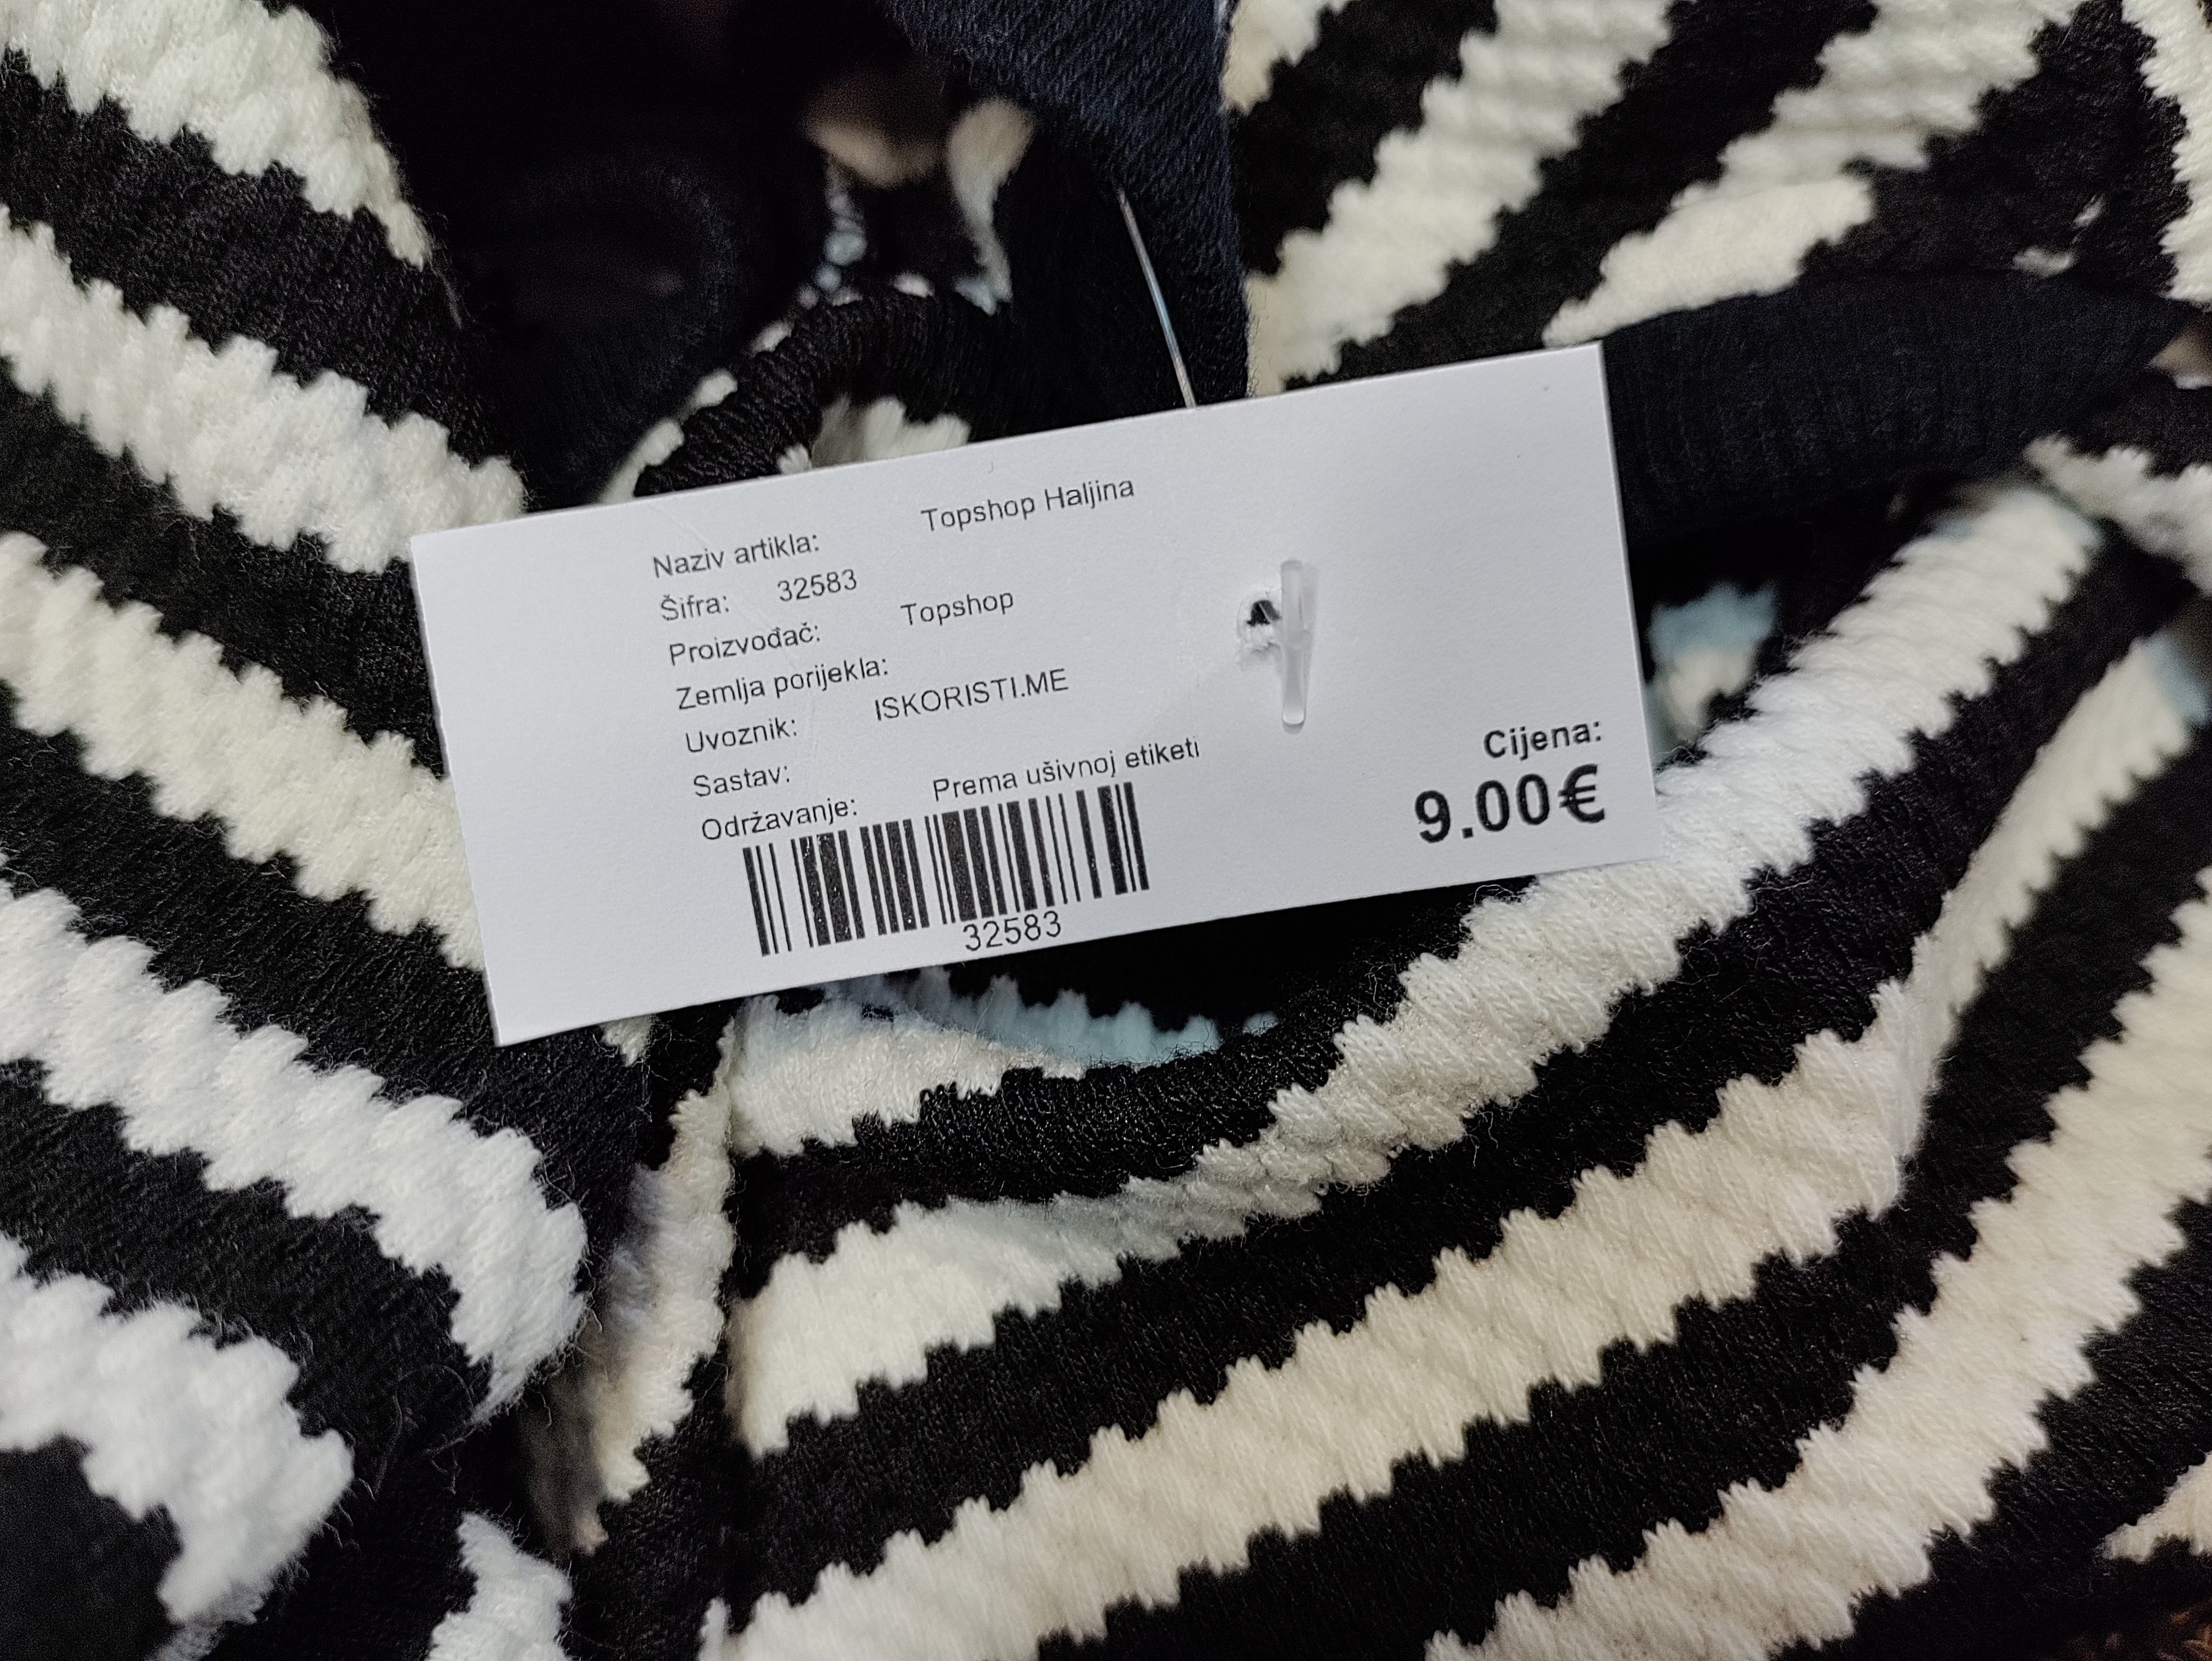 Naziv artikla: Topshop Haljina
Šifra: 32583
Proizvođač: Topshop
Zemlja porijekla:
Uvoznik: ISKORISTI.ME
Sastav:
Održavanje: Prema ušivnoj etiketi
32583
Cijena:
9.00€